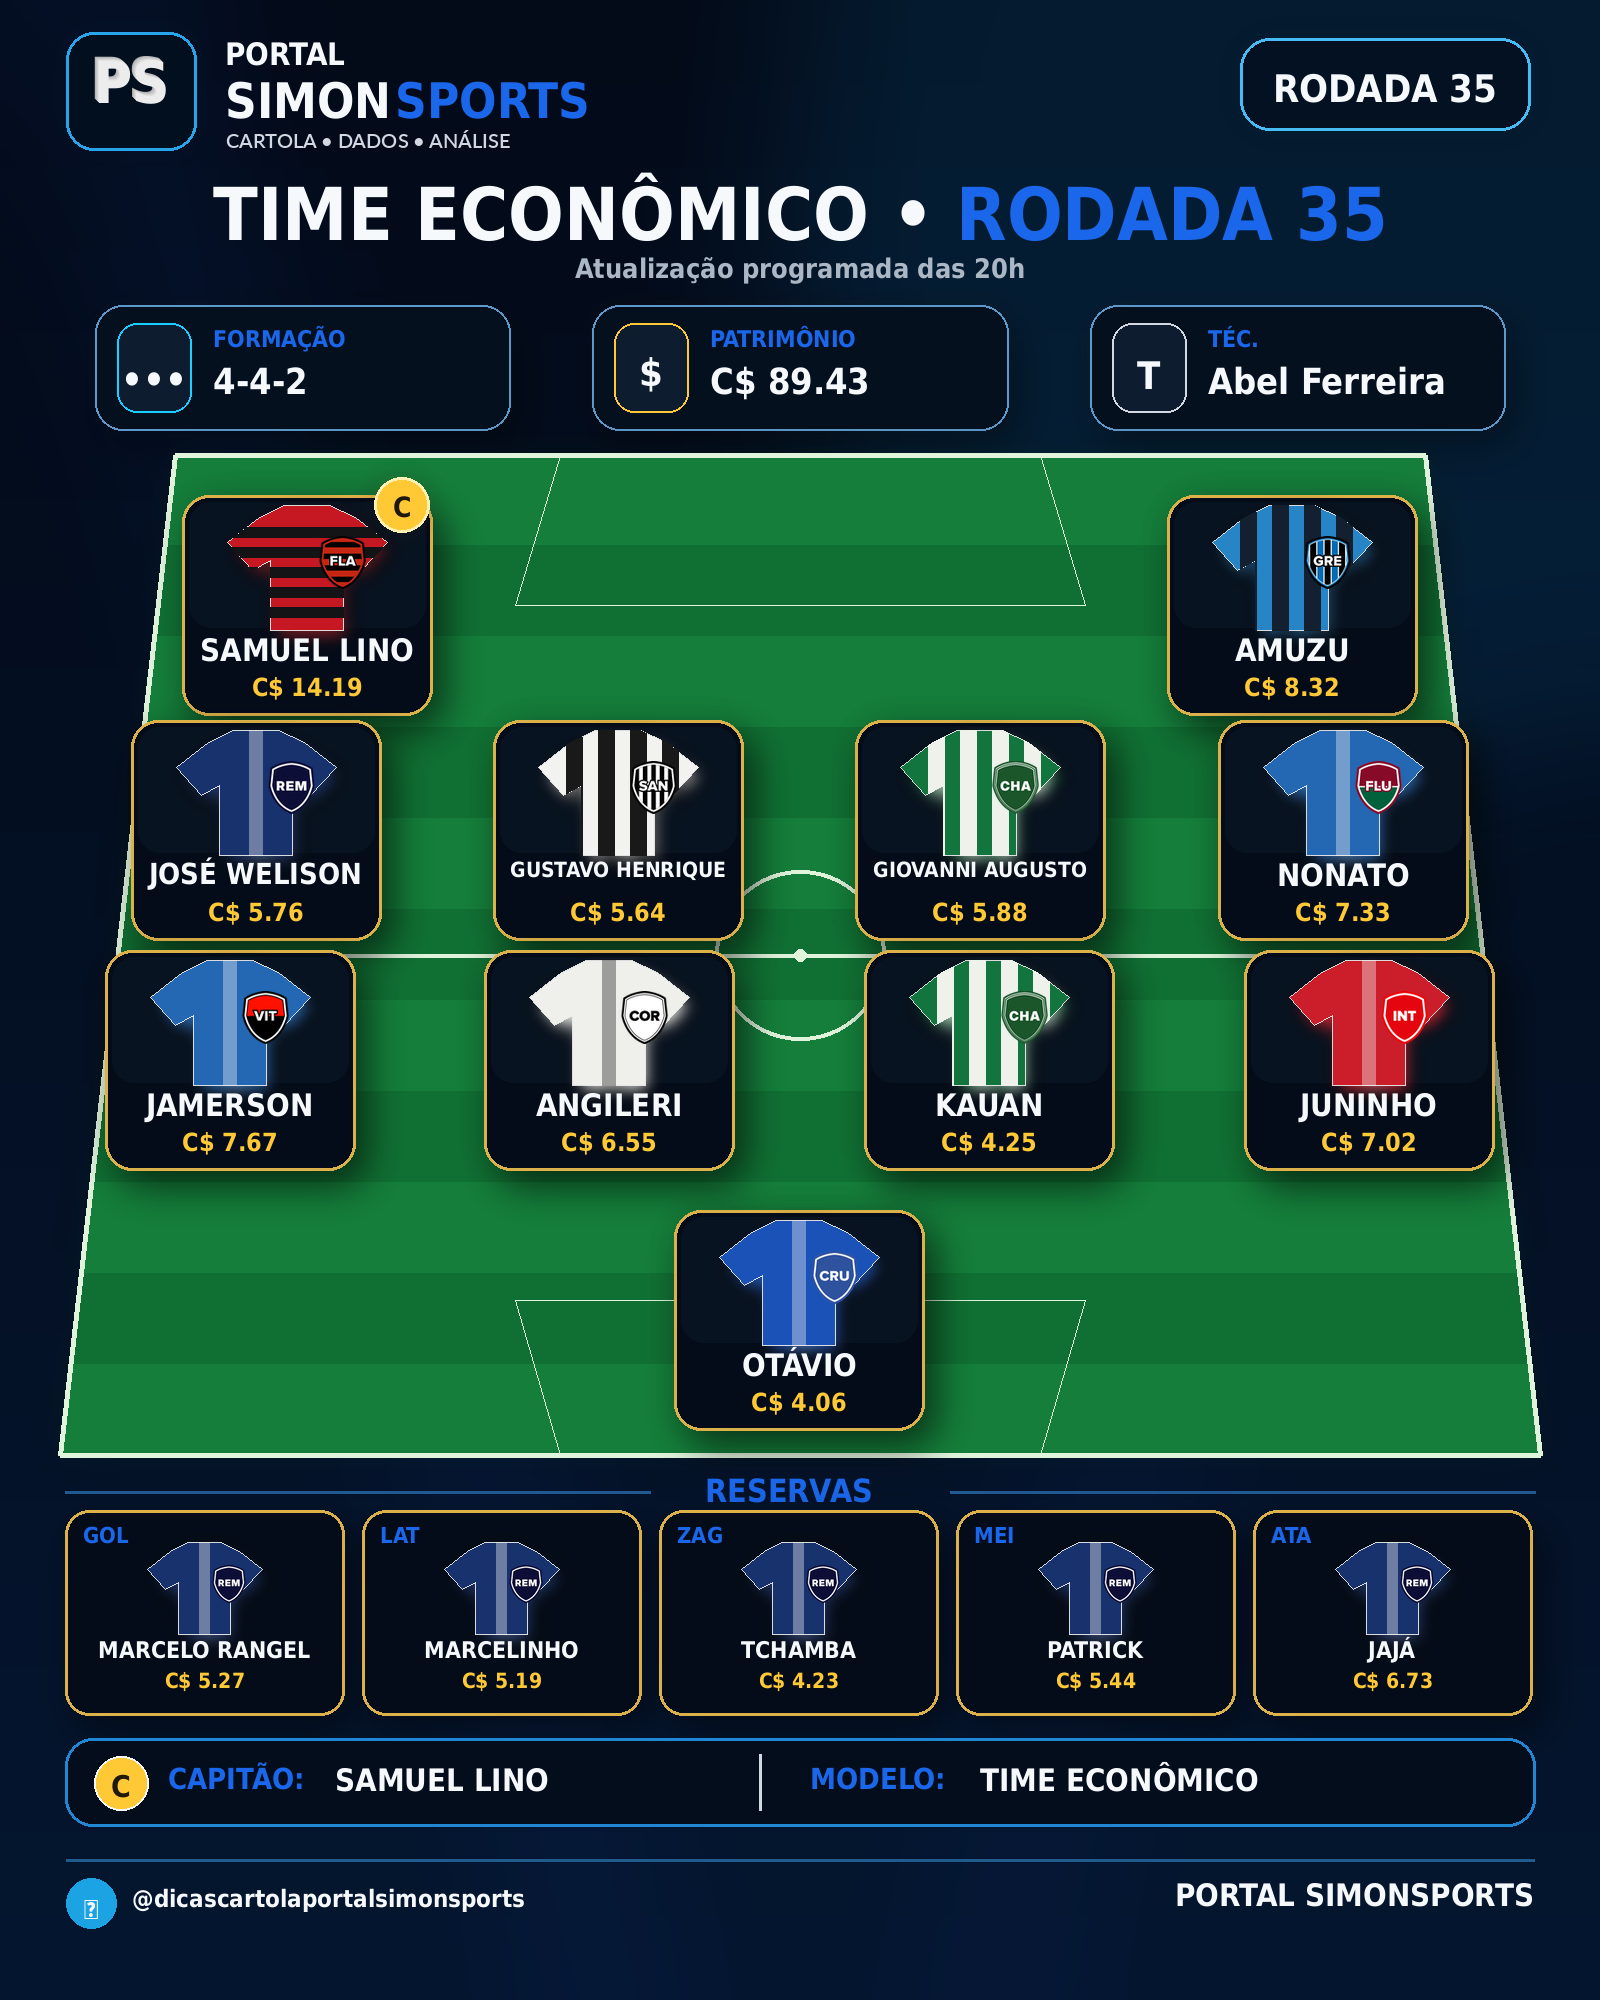 PS
PORTAL
SIMONSPORTS
CARTOLA • DADOS • ANÁLISE
RODADA 35
TIME ECONÔMICO • RODADA 35
Atualização programada das 20h
FORMAÇÃO
4-4-2
$
PATRIMÔNIO
C$ 89.43
T
TÉC.
Abel Ferreira
C
FLA
SAMUEL LINO
C$ 14.19
GRE
AMUZU
C$ 8.32
REM
JOSÉ WELISON
C$ 5.76
SAN
GUSTAVO HENRIQUE
C$ 5.64
CHA
GIOVANNI AUGUSTO
C$ 5.88
FLU
NONATO
C$ 7.33
VIT
JAMERSON
C$ 7.67
COR
ANGILERI
C$ 6.55
CHA
KAUAN
C$ 4.25
INT
JUNINHO
C$ 7.02
CRU
OTÁVIO
C$ 4.06
RESERVAS
GOL
REM
MARCELO RANGEL
C$ 5.27
LAT
REM
MARCELINHO
C$ 5.19
ZAG
REM
TCHAMBA
C$ 4.23
MEI
REM
PATRICK
C$ 5.44
ATA
REM
JAJÁ
C$ 6.73
C CAPITÃO: SAMUEL LINO
MODELO: TIME ECONÔMICO
@dicascartolaportalsimonsports
PORTAL SIMONSPORTS